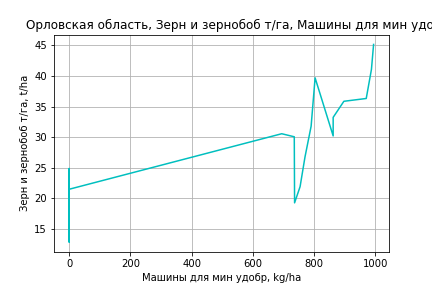 Орловская область, Зерн и зернобоб т/га, Машины для мин удо
45
40
35
30
25
20
15
Зерн и зернобоб т/га, t/ha
0 200 400 600 800 1000
Машины для мин удобр, kg/ha